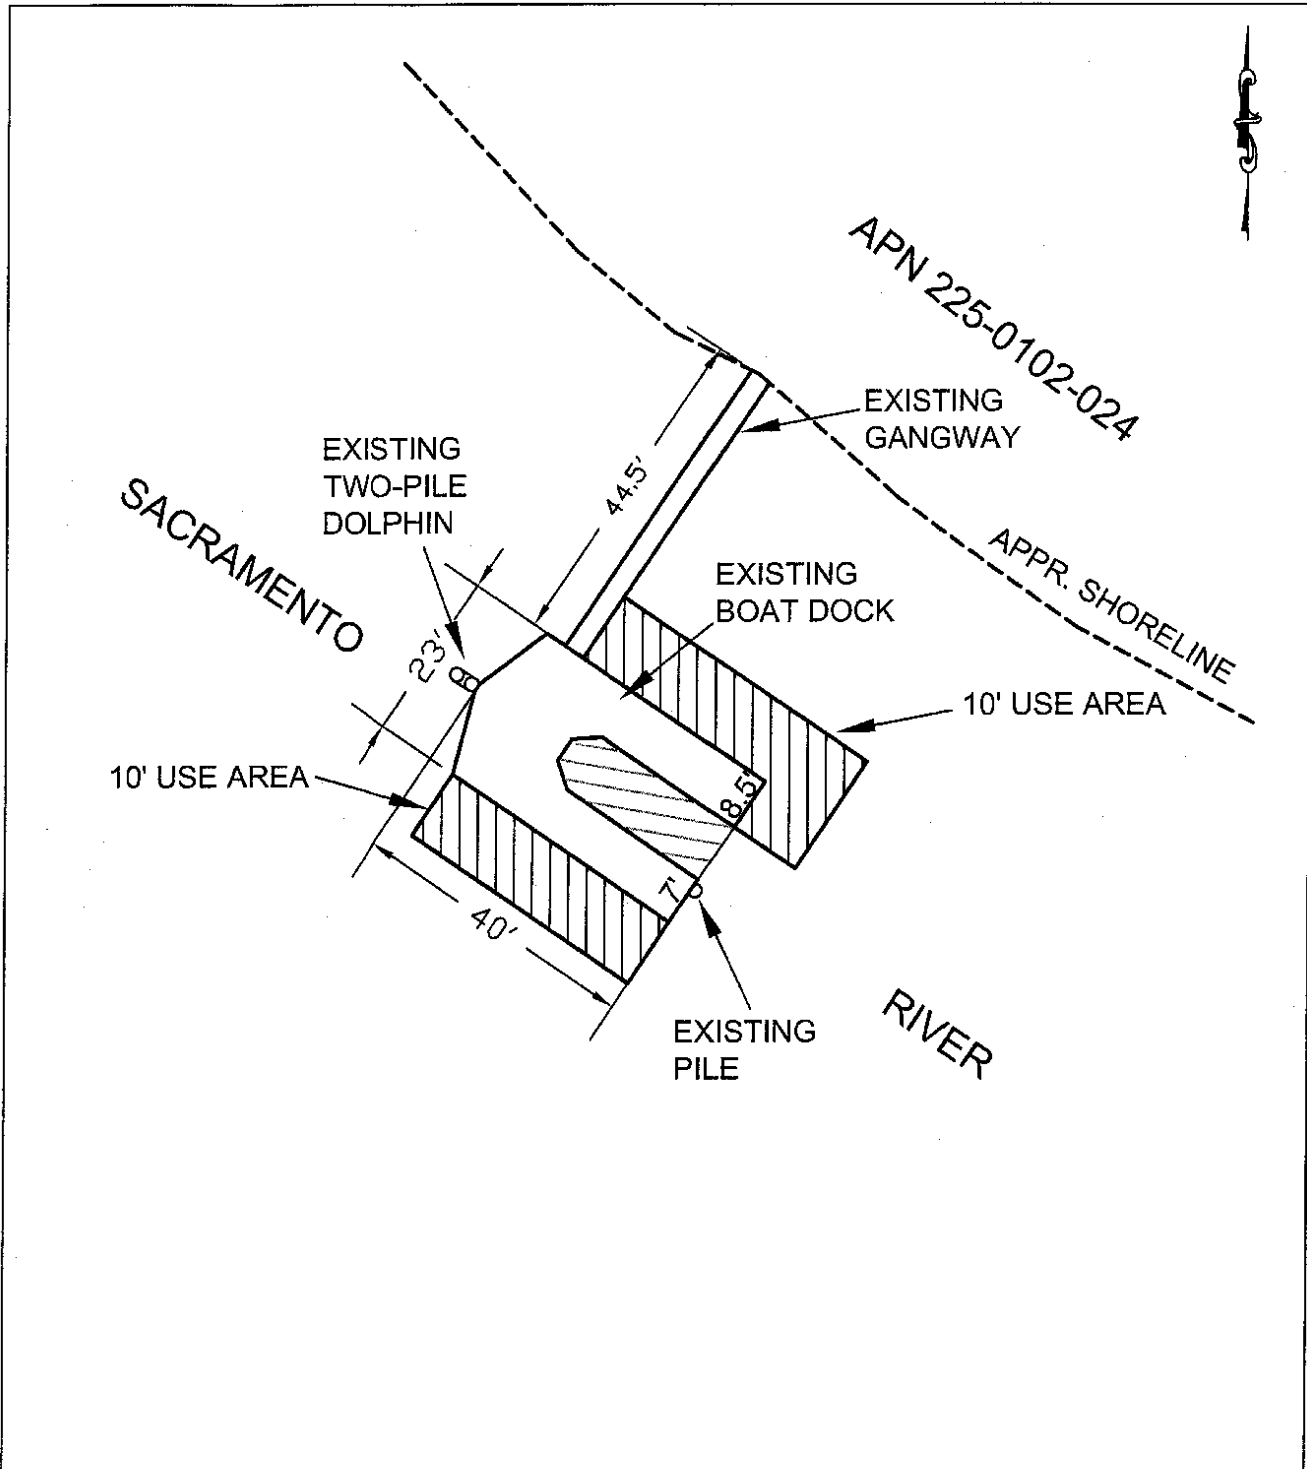 APN 225-0102-024
EXISTING
GANGWAY
EXISTING
TWO-PILE
DOLPHIN
44.5'
SACRAMENTO
APPR. SHORELINE
EXISTING
BOAT DOCK
23'
10' USE AREA
10' USE AREA
8.5'
7'
40'
EXISTING
PILE
RIVER